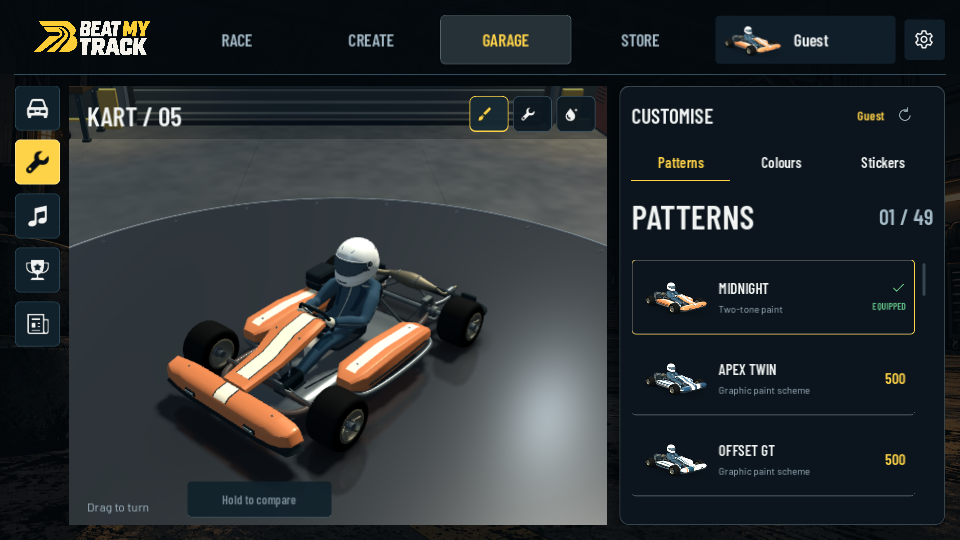 BEAT MY
TRACK
RACE
CREATE
GARAGE
STORE
Guest
KART / 05
CUSTOMISE
Guest
Patterns
Colours
Stickers
PATTERNS
01 / 49
MIDNIGHT
Two-tone paint
EQUIPPED
APEX TWIN
Graphic paint scheme
500
OFFSET GT
Graphic paint scheme
500
Drag to turn
Hold to compare